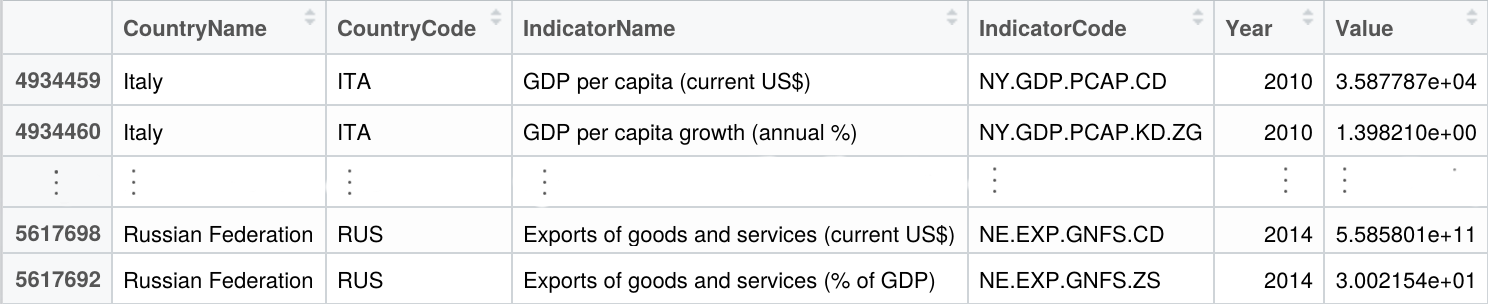 CountryName CountryCode IndicatorName IndicatorCode Year Value
4934459 Italy ITA GDP per capita (current US$) NY.GDP.PCAP.CD 2010 3.587787e+04
4934460 Italy ITA GDP per capita growth (annual %) NY.GDP.PCAP.KD.ZG 2010 1.398210e+00
⋮ ⋮ ⋮ ⋮ ⋮ ⋮ ⋮
5617698 Russian Federation RUS Exports of goods and services (current US$) NE.EXP.GNFS.CD 2014 5.585801e+11
5617692 Russian Federation RUS Exports of goods and services (% of GDP) NE.EXP.GNFS.ZS 2014 3.002154e+01